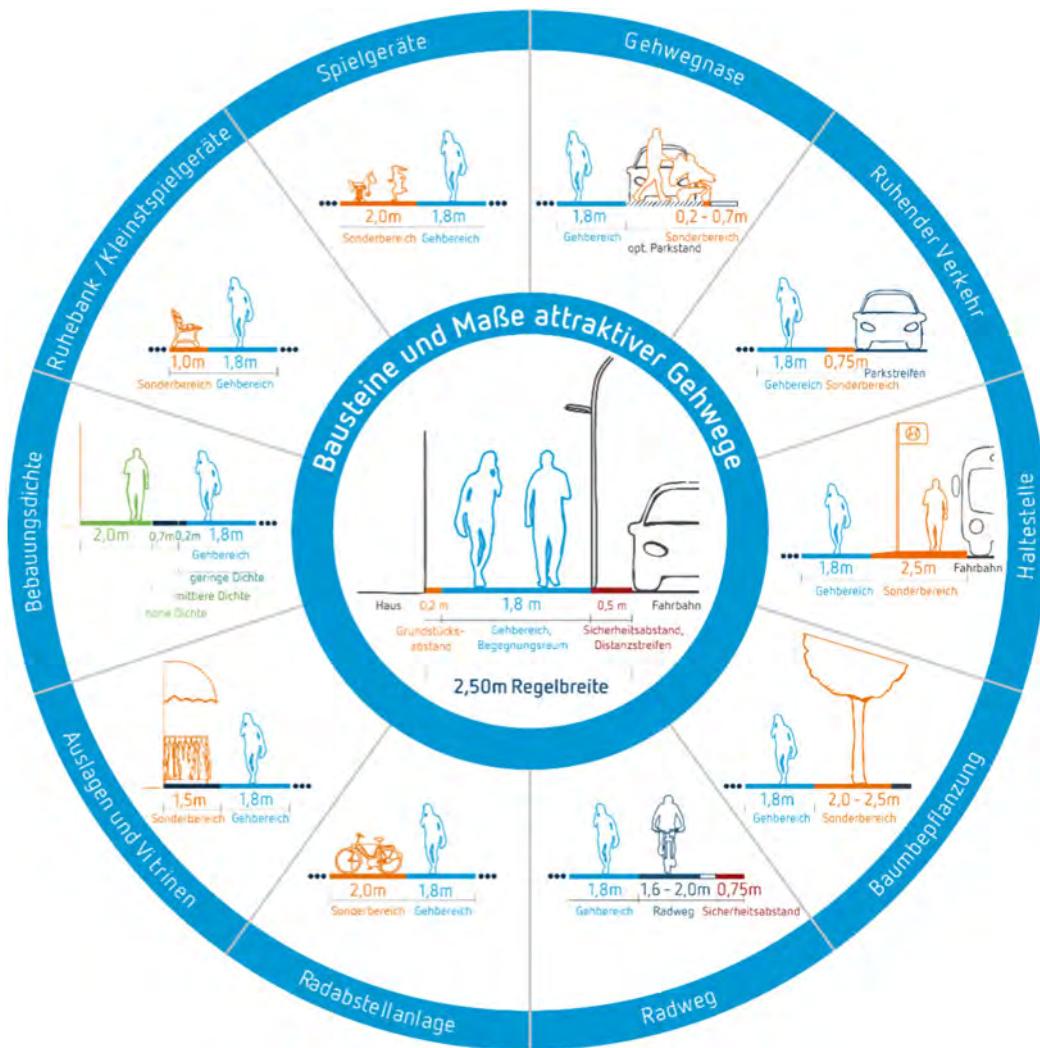 Bausteine und Maße attraktiver Gehwege
Haus
0,2 m
1,8 m
0,5 m
Fahrbahn
Grundstücks-
abstand
Gehbereich,
Begegnungsraum
Sicherheitsabstand,
Distanzstreifen
2,50m Regelbreite
Gehwegnase
1,8m
0,2 - 0,7m
Gehbereich
Sonderbereich
opt. Parkstand
Ruhender Verkehr
1,8m
0,75m
Parkstreifen
Gehbereich
Sonderbereich
Haltestelle
H
1,8m
2,5m
Fahrbahn
Gehbereich
Sonderbereich
Baumbepflanzung
1,8m
2,0 - 2,5m
Gehbereich
Sonderbereich
Radweg
1,8m
1,6 - 2,0m
0,75m
Gehbereich
Radweg
Sicherheitsabstand
Radabstellanlage
2,0m
1,8m
Sonderbereich
Gehbereich
Auslagen und Vitrinen
1,5m
1,8m
Sonderbereich
Gehbereich
Bebauungsdichte
2,0m
0,7m
0,2m
1,8m
Gehbereich
geringe Dichte
mittlere Dichte
hohe Dichte
Ruhebank / Kleinstspielgeräte
1,0m
1,8m
Sonderbereich
Gehbereich
Spielgeräte
2,0m
1,8m
Sonderbereich
Gehbereich